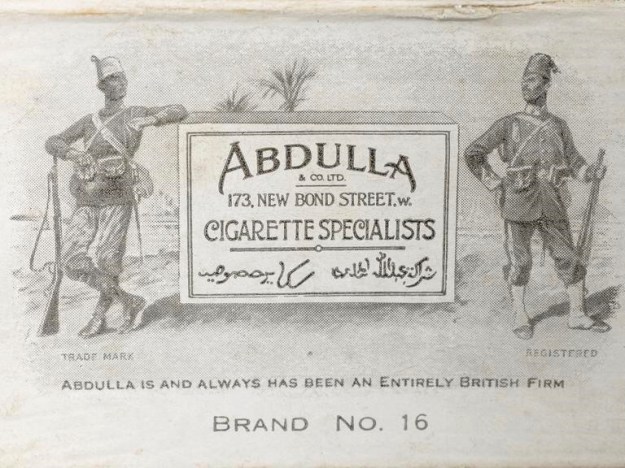 ABDULLA
& CO. LTD.
173, NEW BOND STREET. W.
CIGARETTE SPECIALISTS
TRADE MARK
REGISTERED
ABDULLA IS AND ALWAYS HAS BEEN AN ENTIRELY BRITISH FIRM
BRAND NO. 16